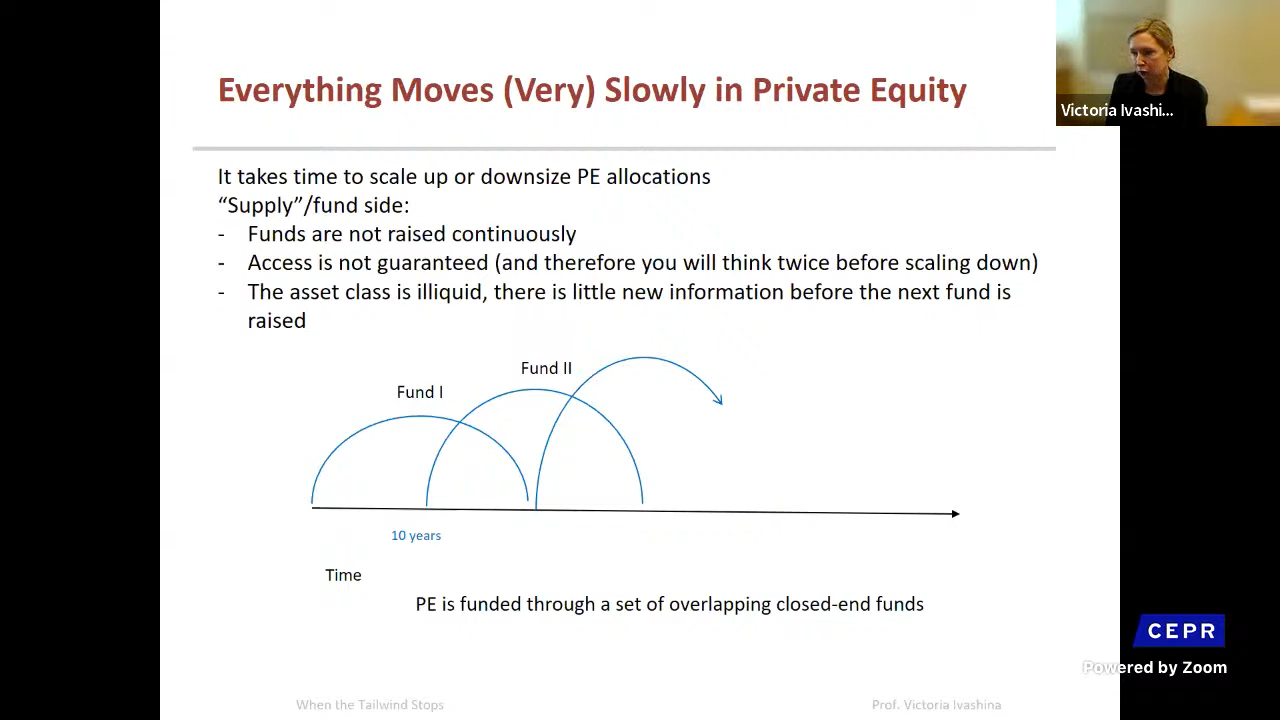 Everything Moves (Very) Slowly in Private Equity
Victoria Ivashi...
It takes time to scale up or downsize PE allocations
“Supply”/fund side:
- Funds are not raised continuously
- Access is not guaranteed (and therefore you will think twice before scaling down)
- The asset class is illiquid, there is little new information before the next fund is
raised
Fund II
Fund I
10 years
Time
PE is funded through a set of overlapping closed-end funds
CEPR
Powered by Zoom
When the Tailwind Stops
Prof. Victoria Ivashina